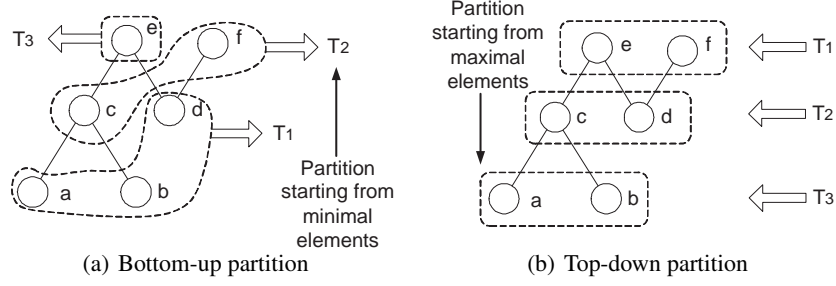 T3
e
f
T2
c
d
T1
a
b
Partition
starting from
minimal
elements
(a) Bottom-up partition
Partition
starting from
maximal
elements
e
f
T1
c
d
T2
a
b
T3
(b) Top-down partition